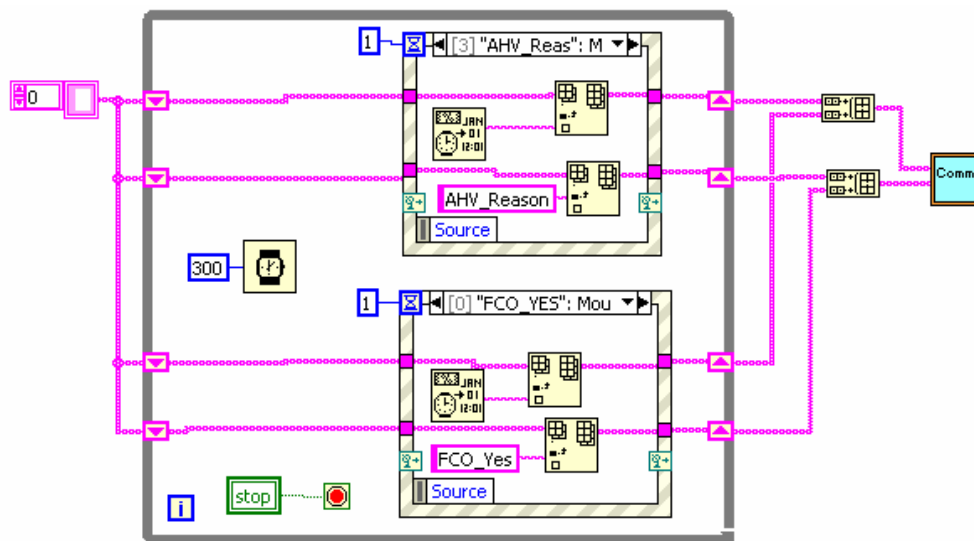 1
[3] "AHV_Reas": M
0
JAN
01
12:01
AHV_Reason
Source
Comm
300
1
[0] "FCO_YES": Mou
JAN
01
12:01
FCO_Yes
Source
stop
i